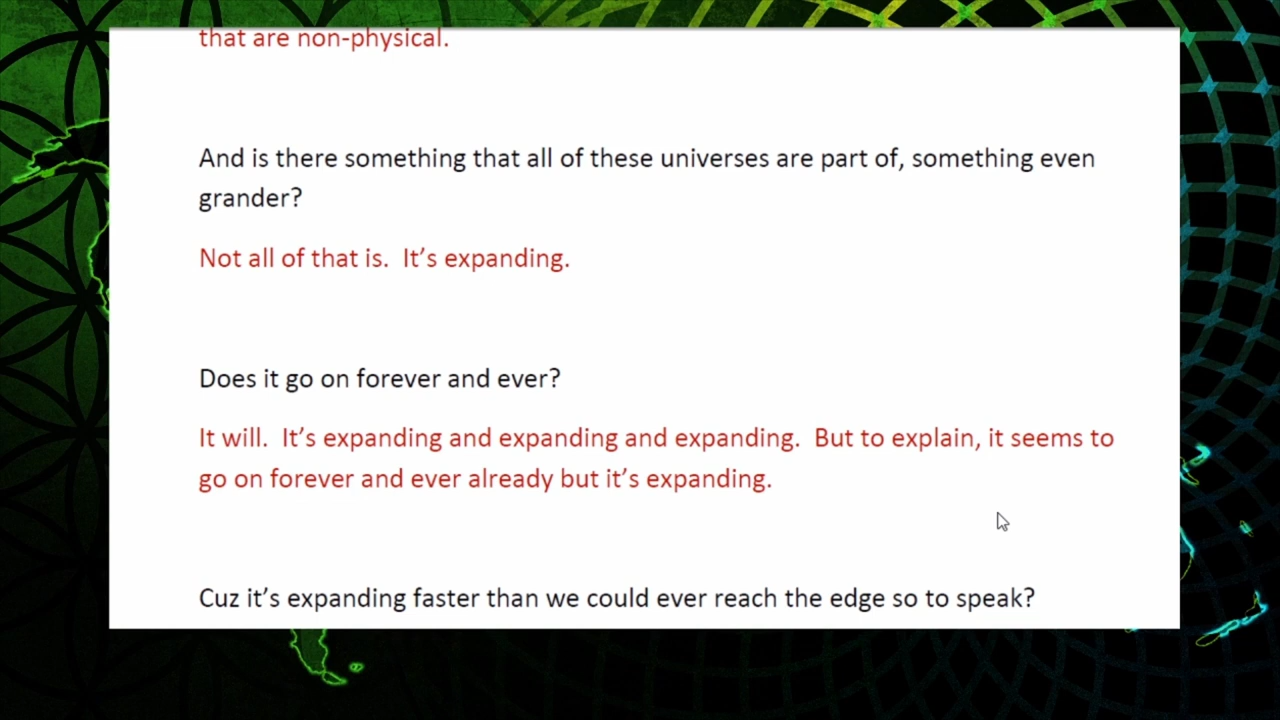 that are non-physical.
And is there something that all of these universes are part of, something even
grander?
Not all of that is.  It’s expanding.
Does it go on forever and ever?
It will.  It’s expanding and expanding and expanding.  But to explain, it seems to
go on forever and ever already but it’s expanding.
Cuz it’s expanding faster than we could ever reach the edge so to speak?